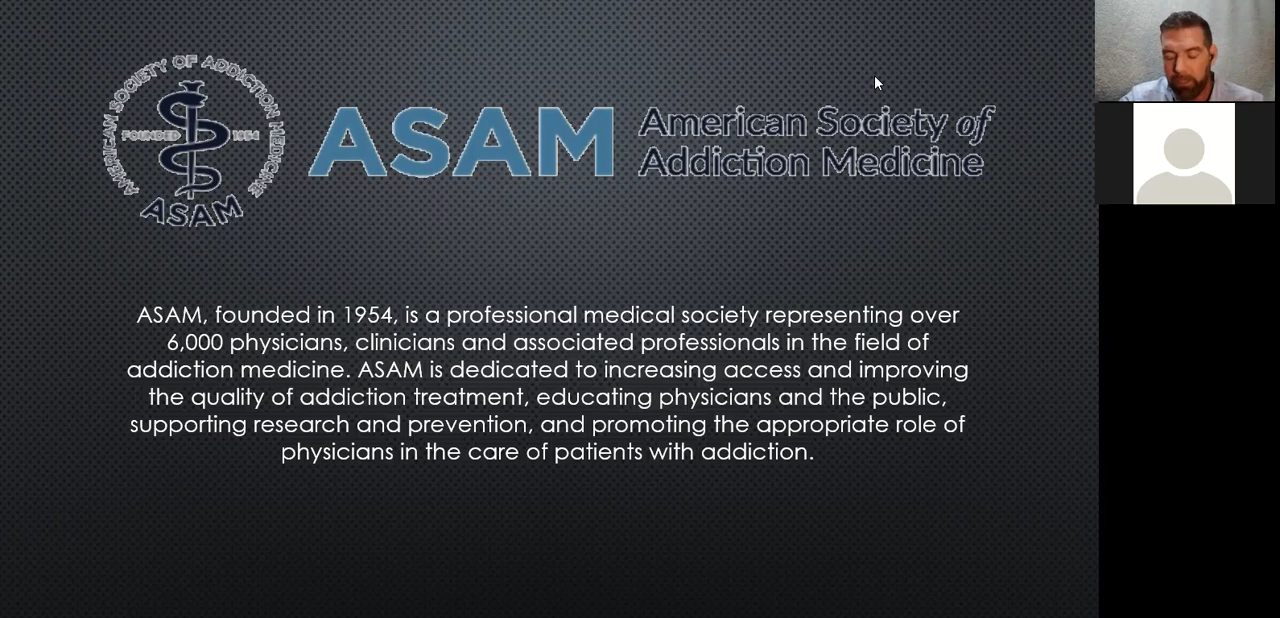 AMERICAN SOCIETY OF ADDICTION MEDICINE
FOUNDED 1954
ASAM
ASAM
American Society of
Addiction Medicine
ASAM, founded in 1954, is a professional medical society representing over
6,000 physicians, clinicians and associated professionals in the field of
addiction medicine. ASAM is dedicated to increasing access and improving
the quality of addiction treatment, educating physicians and the public,
supporting research and prevention, and promoting the appropriate role of
physicians in the care of patients with addiction.